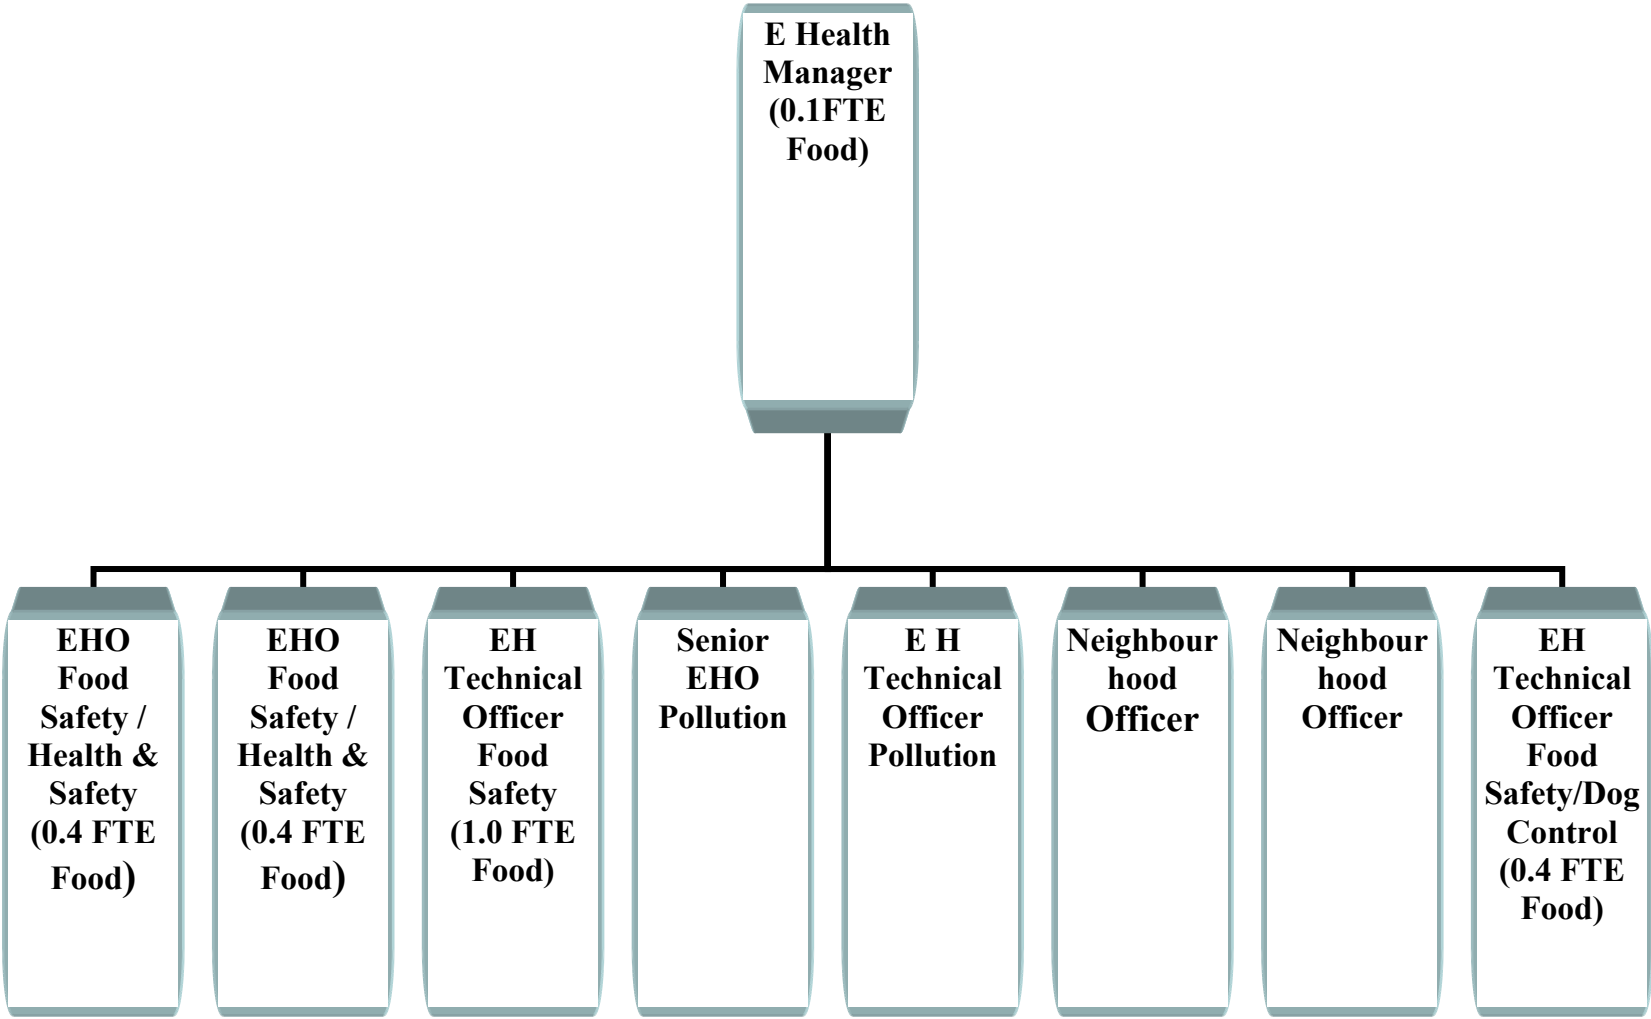 E Health
Manager
(0.1FTE
Food)
EHO
Food
Safety /
Health &
Safety
(0.4 FTE
Food)
EHO
Food
Safety /
Health &
Safety
(0.4 FTE
Food)
EH
Technical
Officer
Food
Safety
(1.0 FTE
Food)
Senior
EHO
Pollution
E H
Technical
Officer
Pollution
Neighbour
hood
Officer
Neighbour
hood
Officer
EH
Technical
Officer
Food
Safety/Dog
Control
(0.4 FTE
Food)